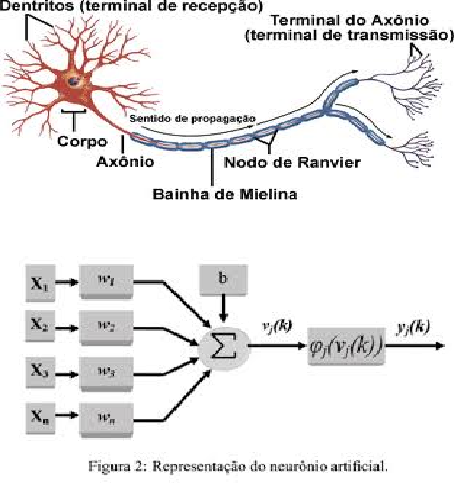 Dentritos (terminal de recepção)
Terminal do Axônio
(terminal de transmissão)
Sentido de propagação
Corpo
Axônio
Nodo de Ranvier
Bainha de Mielina
X1 w1
b
X2 w2
vj(k)
yj(k)
Σ
φj(vj(k))
X3 w3
Xn wn
Figura 2: Representação do neurônio artificial.